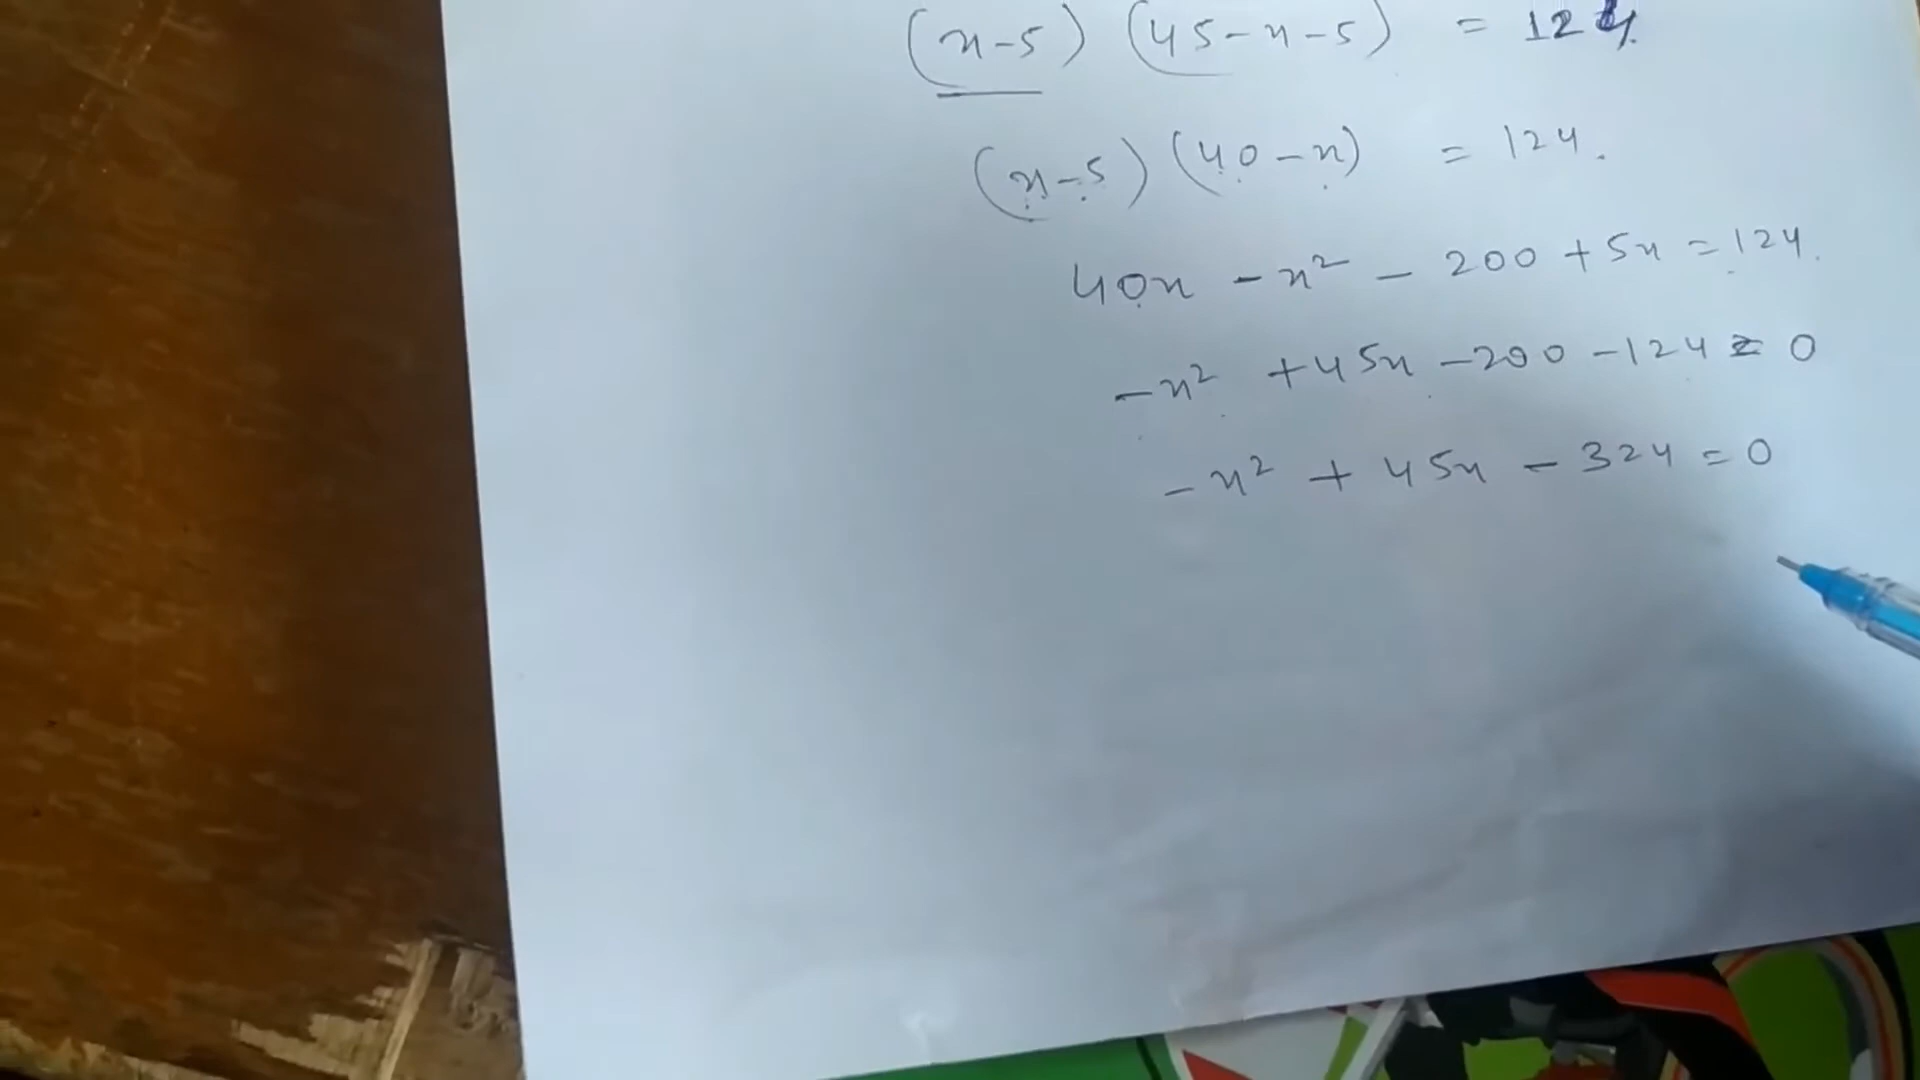 (x-5) (45-x-5) = 124.
(x-5) (40-x) = 124.
40x - x² - 200 + 5x = 124.
-x² + 45x - 200 - 124 = 0
-x² + 45x - 324 = 0